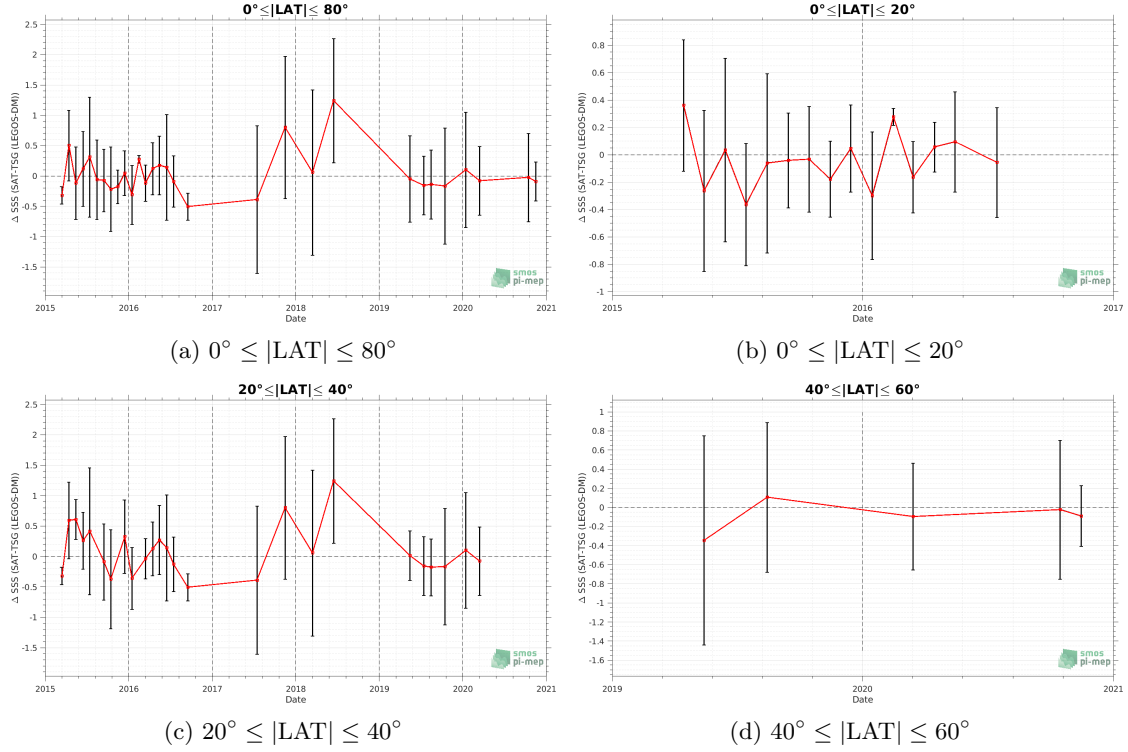 0°≤|LAT|≤ 80°
Δ SSS (SAT-TSG (LEGOS-DM))
2.5
2
1.5
1
0.5
0
-0.5
-1
-1.5
2015
2016
2017
2018
2019
2020
2021
Date
smos
pi-mep
(a) 0° ≤ |LAT| ≤ 80°
0°≤|LAT|≤ 20°
Δ SSS (SAT-TSG (LEGOS-DM))
0.8
0.6
0.4
0.2
0
-0.2
-0.4
-0.6
-0.8
-1
2015
2016
2017
Date
smos
pi-mep
(b) 0° ≤ |LAT| ≤ 20°
20°≤|LAT|≤ 40°
Δ SSS (SAT-TSG (LEGOS-DM))
2.5
2
1.5
1
0.5
0
-0.5
-1
-1.5
2015
2016
2017
2018
2019
2020
2021
Date
smos
pi-mep
(c) 20° ≤ |LAT| ≤ 40°
40°≤|LAT|≤ 60°
Δ SSS (SAT-TSG (LEGOS-DM))
1
0.8
0.6
0.4
0.2
0
-0.2
-0.4
-0.6
-0.8
-1
-1.2
-1.4
-1.6
2019
2020
2021
Date
smos
pi-mep
(d) 40° ≤ |LAT| ≤ 60°